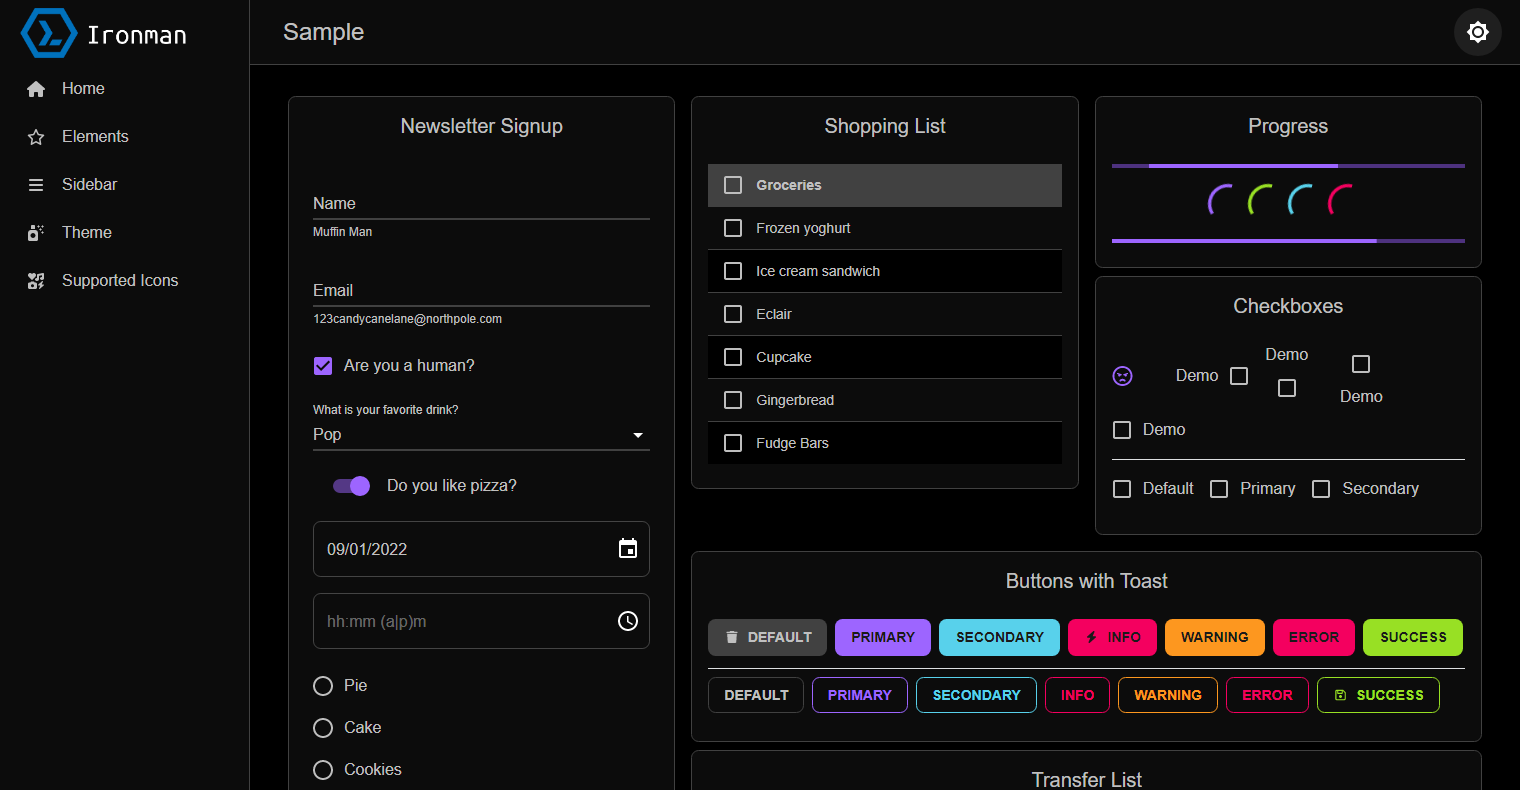 Ironman
Home
Elements
Sidebar
Theme
Supported Icons
Sample
Newsletter Signup
Name
Muffin Man
Email
123candycanelane@northpole.com
Are you a human?
What is your favorite drink?
Pop
Do you like pizza?
09/01/2022
hh:mm (a|p)m
Pie
Cake
Cookies
Shopping List
Groceries
Frozen yoghurt
Ice cream sandwich
Eclair
Cupcake
Gingerbread
Fudge Bars
Progress
Checkboxes
Demo
Demo
Demo
Demo
Default Primary Secondary
Buttons with Toast
DEFAULT PRIMARY SECONDARY INFO WARNING ERROR SUCCESS
DEFAULT PRIMARY SECONDARY INFO WARNING ERROR SUCCESS
Transfer List